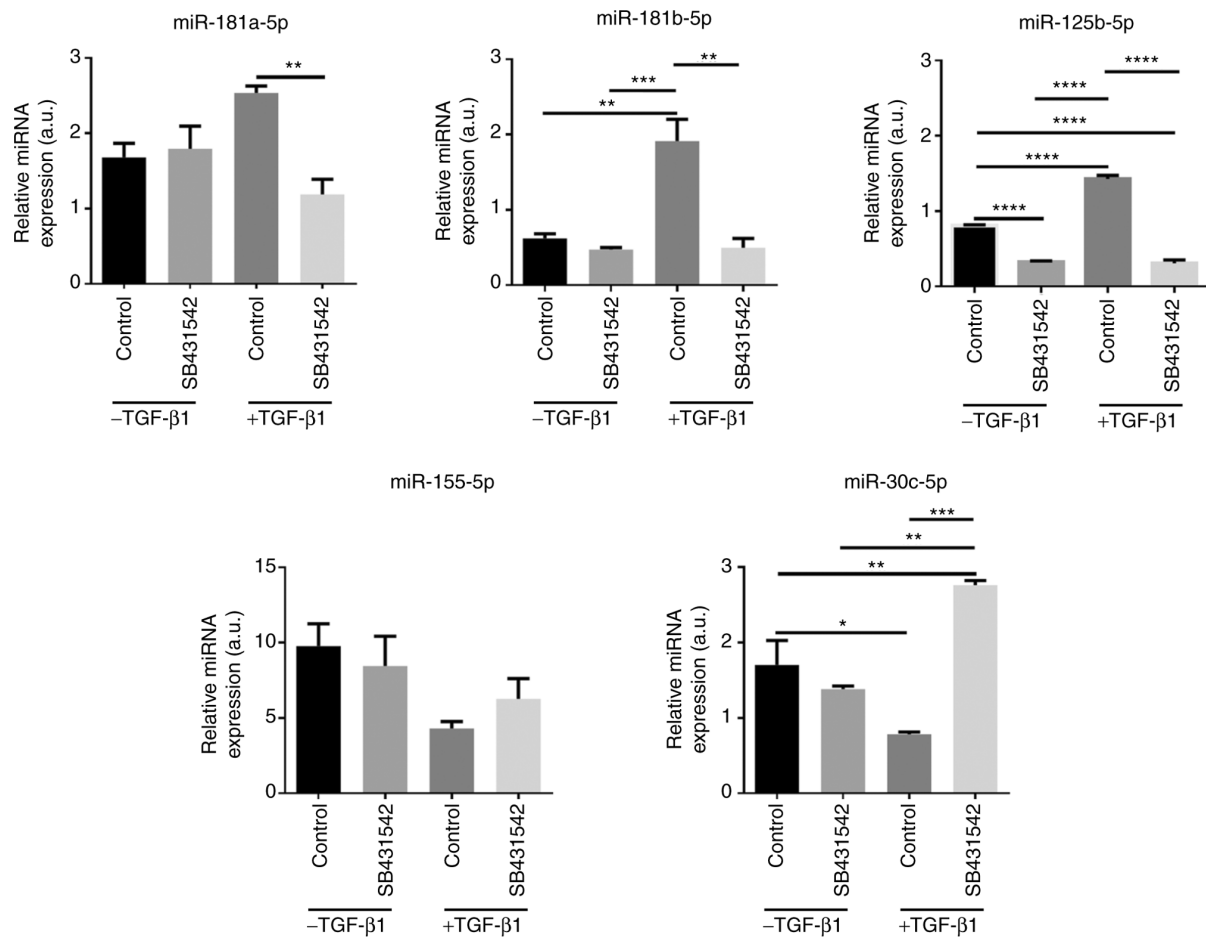 miR-181a-5p
Relative miRNA
expression (a.u.)
3
2
1
0
**
Control
SB431542
Control
SB431542
–TGF-β1
+TGF-β1
miR-181b-5p
Relative miRNA
expression (a.u.)
3
2
1
0
**
***
**
Control
SB431542
Control
SB431542
–TGF-β1
+TGF-β1
miR-125b-5p
Relative miRNA
expression (a.u.)
3
2
1
0
****
****
****
****
****
Control
SB431542
Control
SB431542
–TGF-β1
+TGF-β1
miR-155-5p
Relative miRNA
expression (a.u.)
15
10
5
0
Control
SB431542
Control
SB431542
–TGF-β1
+TGF-β1
miR-30c-5p
Relative miRNA
expression (a.u.)
3
2
1
0
***
**
**
*
Control
SB431542
Control
SB431542
–TGF-β1
+TGF-β1